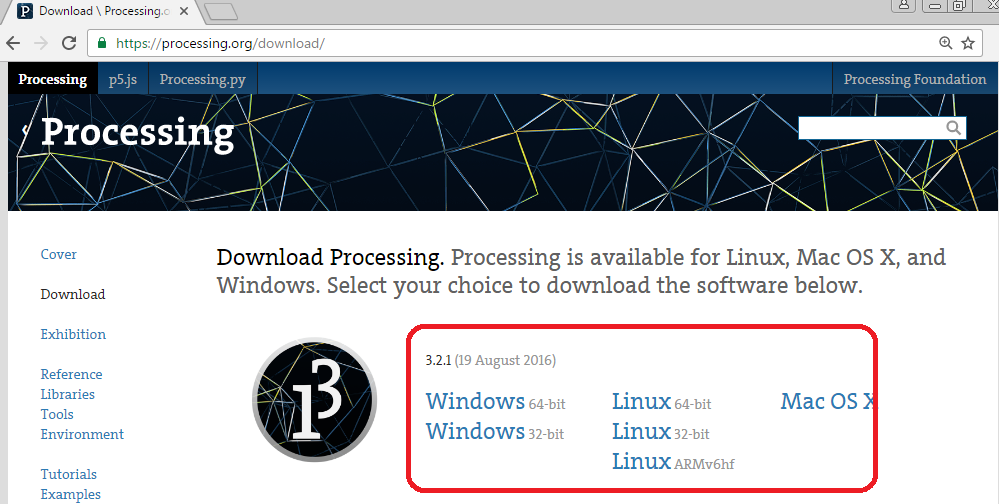 Download \ Processing.o
https://processing.org/download/
Processing p5.js Processing.py Processing Foundation
Processing
Cover
Download
Exhibition
Reference
Libraries
Tools
Environment
Tutorials
Examples
Download Processing. Processing is available for Linux, Mac OS X, and
Windows. Select your choice to download the software below.
3.2.1 (19 August 2016)
Windows 64-bit Linux 64-bit Mac OS X
Windows 32-bit Linux 32-bit
Linux ARMv6hf